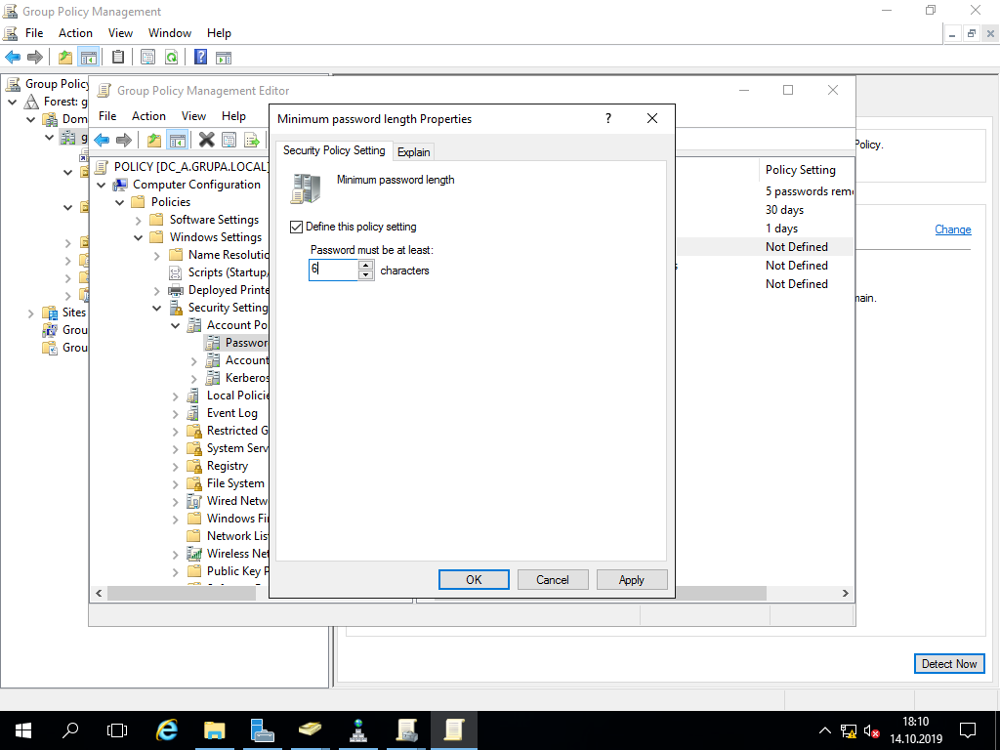 Group Policy Management
File Action View Window Help
Group Policy
Forest: g
Dom
g
Sites
Grou
Grou
Policy.
Change
main.
Detect Now
Group Policy Management Editor
File Action View Help
POLICY [DC_A.GRUPA.LOCAL]
Computer Configuration
Policies
Software Settings
Windows Settings
Name Resolutio
Scripts (Startup/
Deployed Printe
Security Setting
Account Po
Passwor
Account
Kerberos
Local Policie
Event Log
Restricted G
System Serv
Registry
File System
Wired Netw
Windows Fi
Network Lis
Wireless Net
Public Key P
Policy Setting
5 passwords reme
30 days
1 days
Not Defined
Not Defined
Not Defined
Minimum password length Properties
? 
Security Policy Setting Explain
Minimum password length
Define this policy setting
Password must be at least:
6 characters
OK Cancel Apply
18:10
14.10.2019